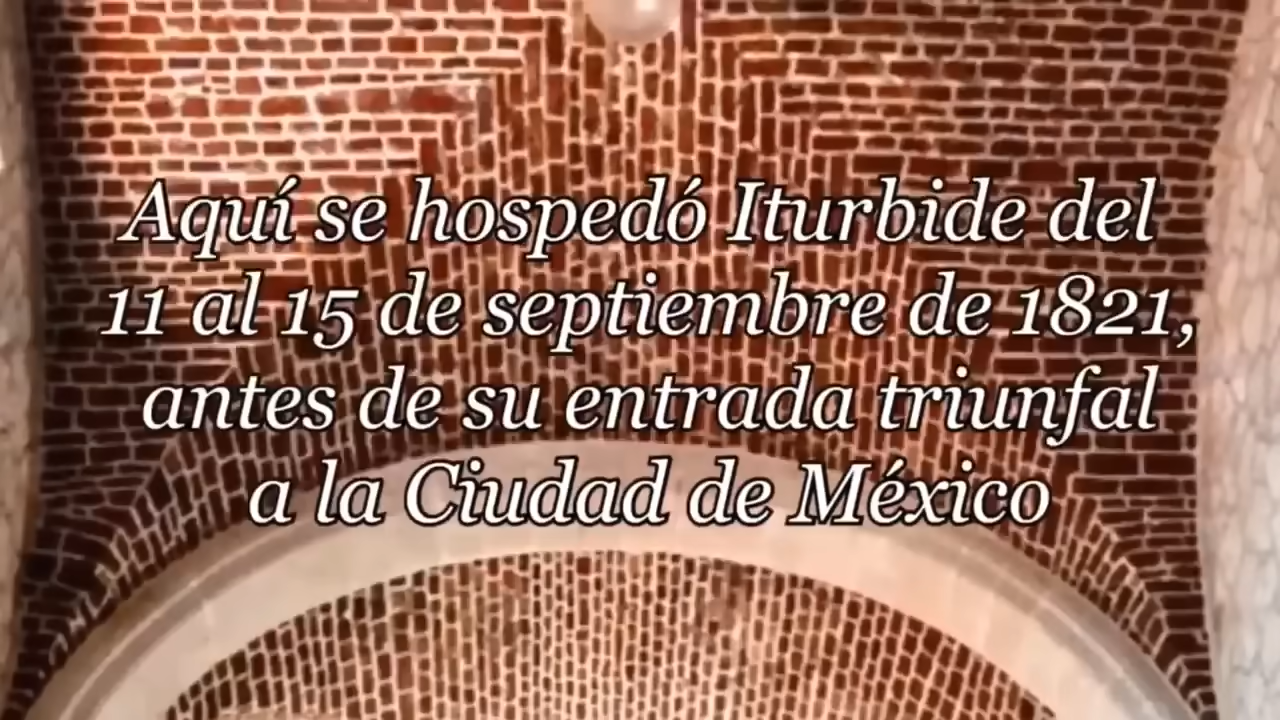 Aquí se hospedó Iturbide del
11 al 15 de septiembre de 1821,
antes de su entrada triunfal
a la Ciudad de México